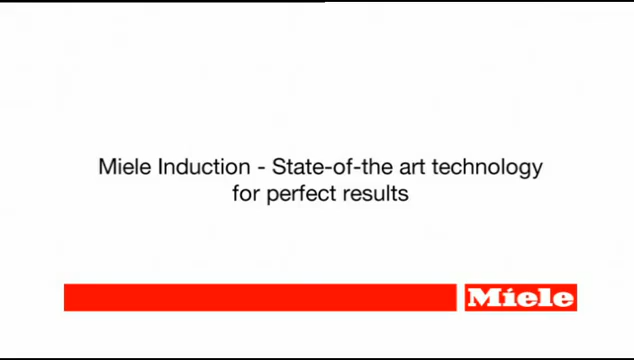 Miele Induction - State-of-the art technology
for perfect results
Miele